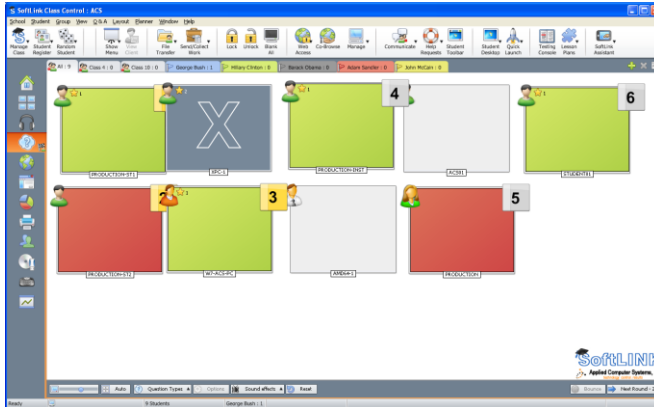 SoftLink Class Control : ACS
School Student Group View Q&A Layout Planner Window Help
Manage Class Student Register Random Student Show Menu View Client File Transfer Send/Collect Work Lock Unlock Blank All Web Access Co-Browse Manage Communicate Help Requests Student Toolbar Student Desktop Quick Launch Testing Console Lesson Plans SoftLink Assistant
All : 9 Class 4 : 0 Class 10 : 0 George Bush : 1 Hillary Clinton : 0 Barack Obama : 0 Adam Sandler : 0 John McCain : 0
1 2 X 1 4 1 6
PRODUCTION-ST1 XPC-1 PRODUCTION-INST ACS01 STUDENT01
2 1 3 5
PRODUCTION-ST2 W7-ACS-PC AMD64-1 PRODUCTION
SoftLINK
Applied Computer Systems,
Auto Question Types Options Sound effects Reset Bounce Next Round - 2
Ready 9 Students George Bush : 1